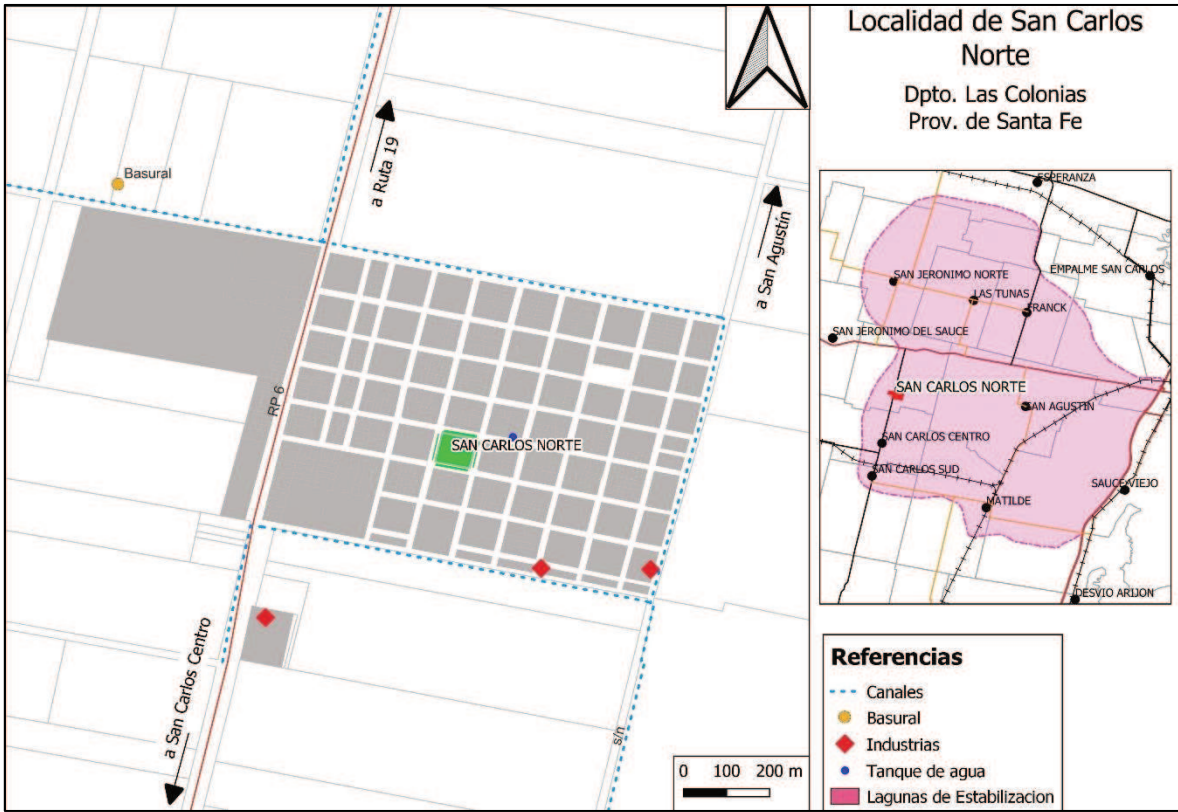 Localidad de San Carlos
Norte
Dpto. Las Colonias
Prov. de Santa Fe
Basural
a Ruta 19
a San Agustín
RP 6
SAN CARLOS NORTE
a San Carlos Centro
s/n
0 100 200 m
ESPERANZA
EMPALME SAN CARLOS
SAN JERONIMO NORTE
LAS TUNAS
FRANCK
SAN JERONIMO DEL SAUCE
SAN CARLOS NORTE
SAN AGUSTIN
SAN CARLOS CENTRO
SAN CARLOS SUD
SAUCE VIEJO
MATILDE
DESVIO ARIJON
Referencias
Canales
Basural
Industrias
Tanque de agua
Lagunas de Estabilizacion